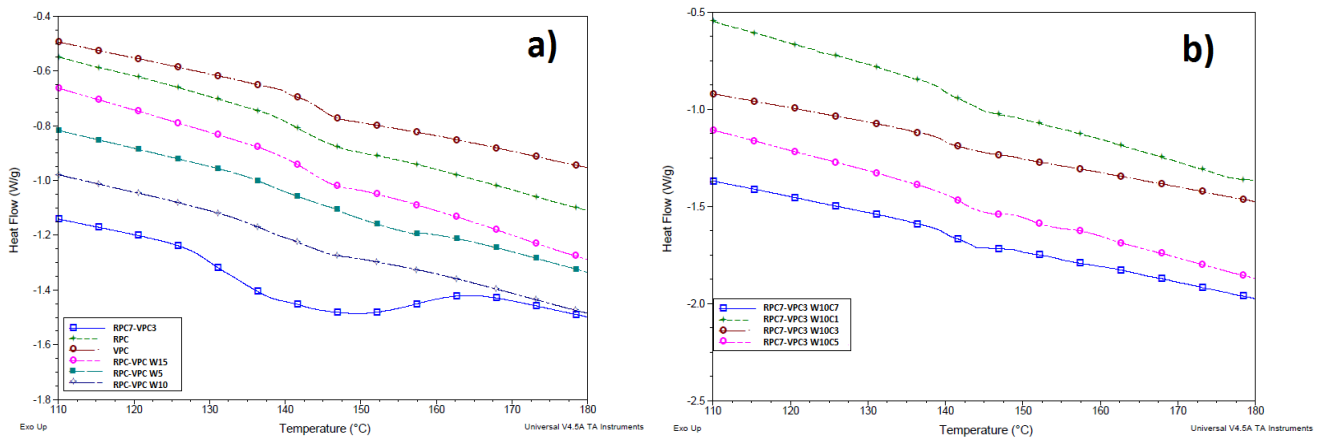 a)
-0.4
-0.6
-0.8
-1.0
-1.2
-1.4
-1.6
-1.8
Heat Flow (W/g)
RPC7-VPC3
RPC
VPC
RPC-VPC W15
RPC-VPC W5
RPC-VPC W10
110 120 130 140 150 160 170 180
Exo Up Temperature (°C) Universal V4.5A TA Instruments
b)
-0.5
-1.0
-1.5
-2.0
-2.5
Heat Flow (W/g)
RPC7-VPC3 W10C7
RPC7-VPC3 W10C1
RPC7-VPC3 W10C3
RPC7-VPC3 W10C5
110 120 130 140 150 160 170 180
Exo Up Temperature (°C) Universal V4.5A TA Instruments